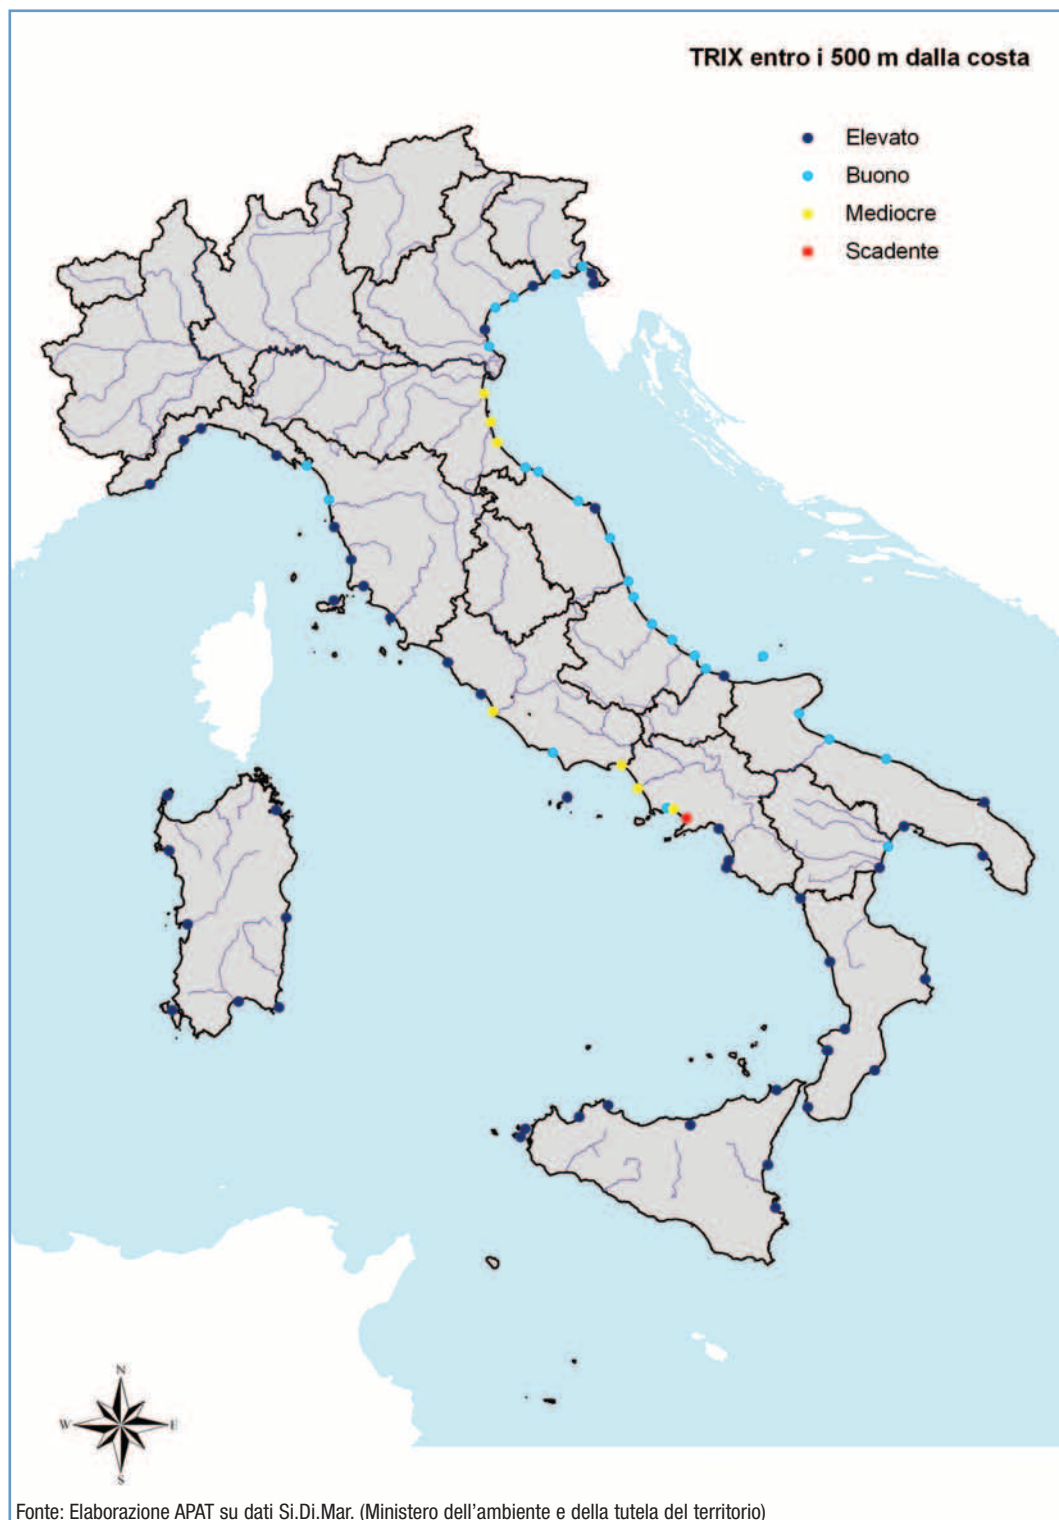 TRIX entro i 500 m dalla costa
Elevato
Buono
Mediocre
Scadente
N
W E
S
Fonte: Elaborazione APAT su dati Si.Di.Mar. (Ministero dell'ambiente e della tutela del territorio)